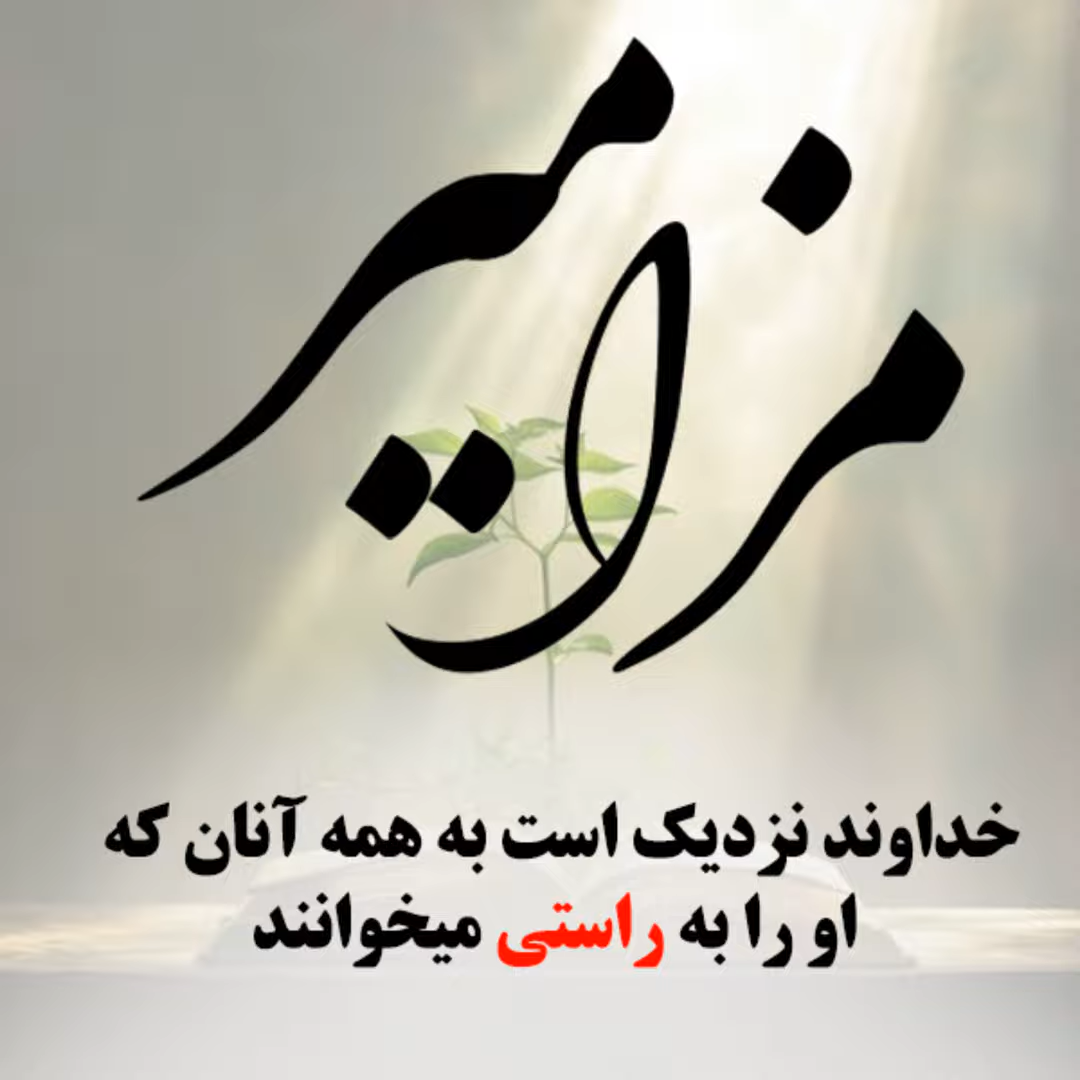 مزامیر
خداوند نزدیک است به همه آنان که
او را به راستی میخوانند